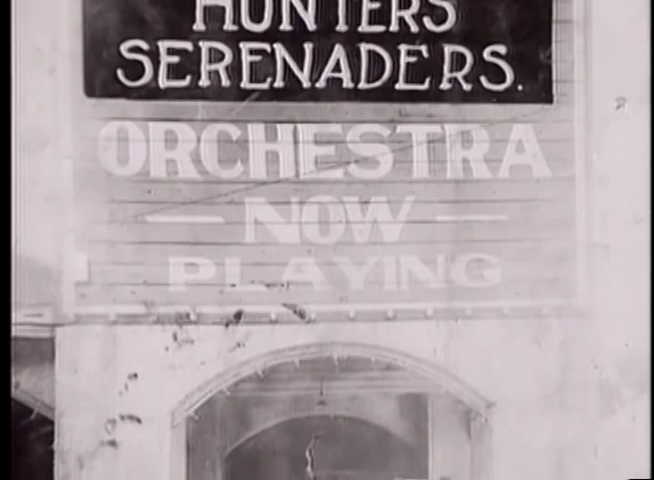 HUNTERS
SERENADERS.
ORCHESTRA
— NOW —
PLAYING